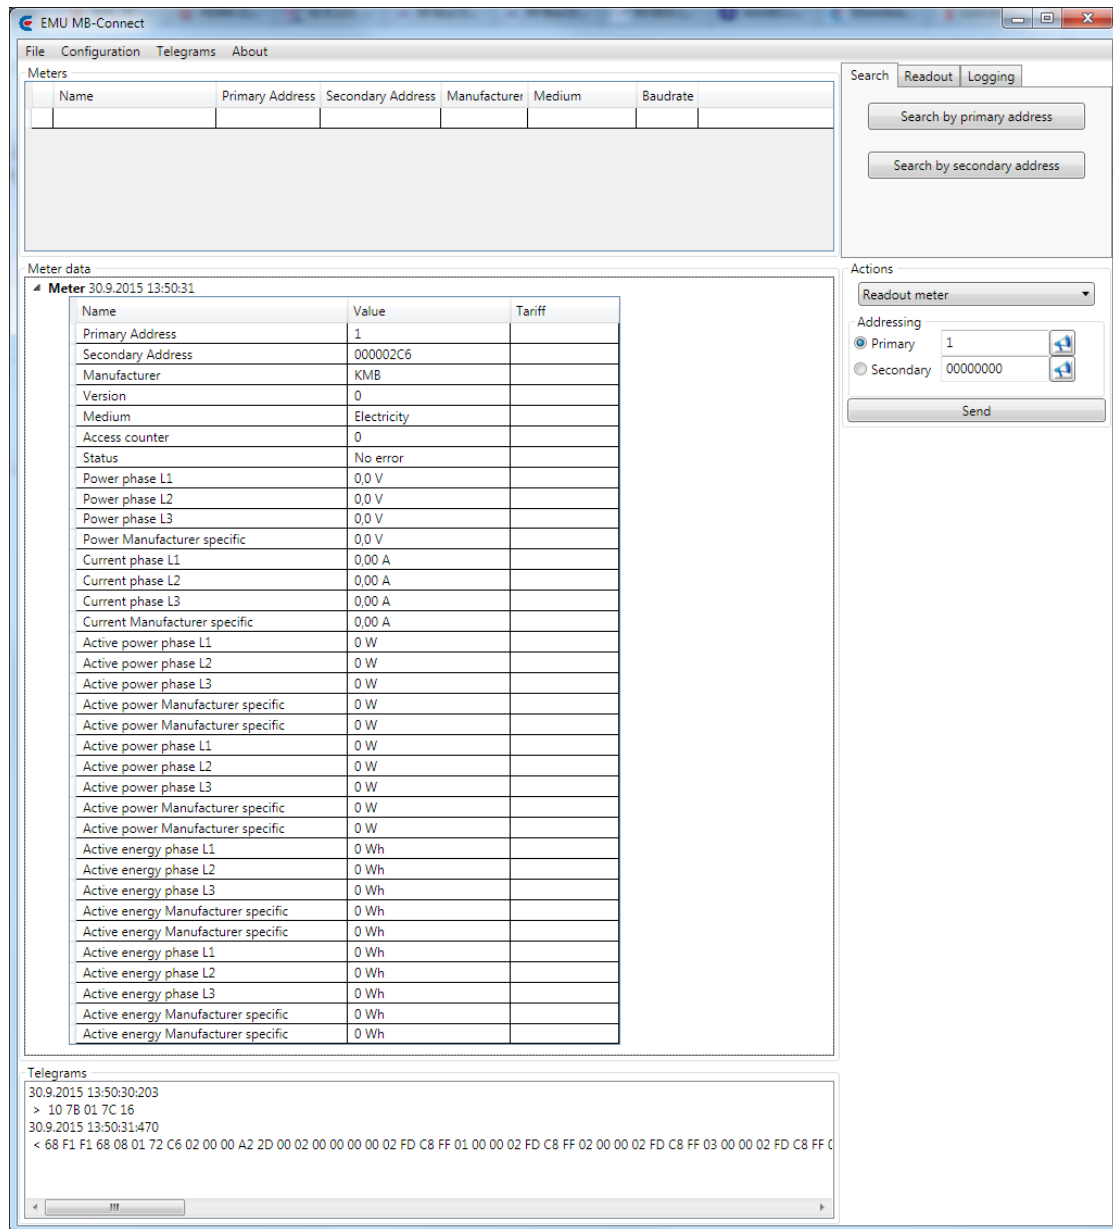 EMU MB-Connect
File Configuration Telegrams About
Meters
Name Primary Address Secondary Address Manufacturer Medium Baudrate
Search Readout Logging
Search by primary address
Search by secondary address
Meter data
Meter 30.9.2015 13:50:31
Name Value Tariff
Primary Address 1
Secondary Address 000002C6
Manufacturer KMB
Version 0
Medium Electricity
Access counter 0
Status No error
Power phase L1 0,0 V
Power phase L2 0,0 V
Power phase L3 0,0 V
Power Manufacturer specific 0,0 V
Current phase L1 0,00 A
Current phase L2 0,00 A
Current phase L3 0,00 A
Current Manufacturer specific 0,00 A
Active power phase L1 0 W
Active power phase L2 0 W
Active power phase L3 0 W
Active power Manufacturer specific 0 W
Active power Manufacturer specific 0 W
Active power phase L1 0 W
Active power phase L2 0 W
Active power phase L3 0 W
Active power Manufacturer specific 0 W
Active power Manufacturer specific 0 W
Active energy phase L1 0 Wh
Active energy phase L2 0 Wh
Active energy phase L3 0 Wh
Active energy Manufacturer specific 0 Wh
Active energy Manufacturer specific 0 Wh
Active energy phase L1 0 Wh
Active energy phase L2 0 Wh
Active energy phase L3 0 Wh
Active energy Manufacturer specific 0 Wh
Active energy Manufacturer specific 0 Wh
Actions
Readout meter
Addressing
Primary 1
Secondary 00000000
Send
Telegrams
30.9.2015 13:50:30:203
> 10 7B 01 7C 16
30.9.2015 13:50:31:470
< 68 F1 F1 68 08 01 72 C6 02 00 00 A2 2D 00 02 00 00 00 00 02 FD C8 FF 01 00 00 02 FD C8 FF 02 00 00 02 FD C8 FF 03 00 00 02 FD C8 FF